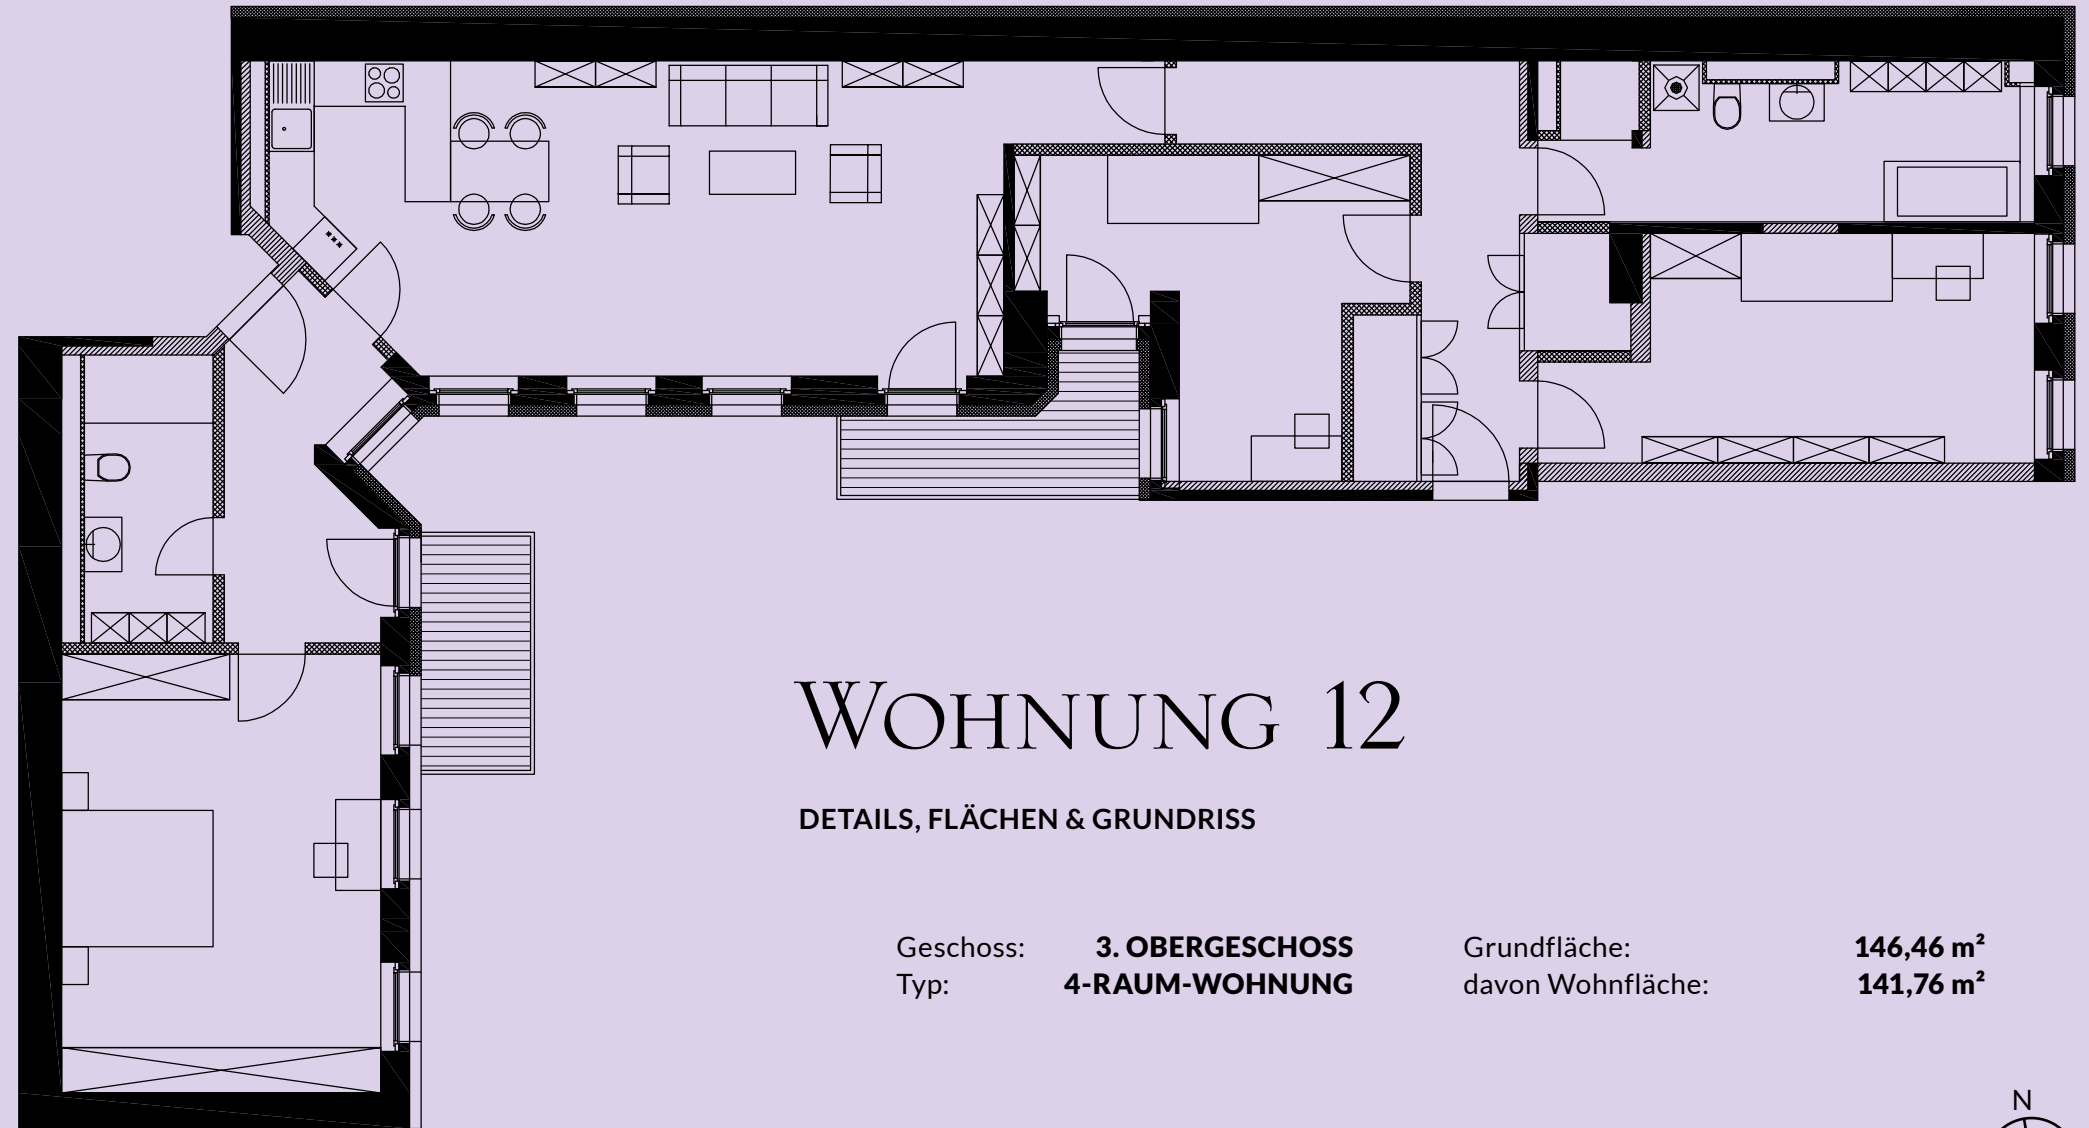 WOHNUNG 12
DETAILS, FLÄCHEN & GRUNDRISS
Geschoss: 3. OBERGESCHOSS Grundfläche: 146,46 m²
Typ: 4-RAUM-WOHNUNG davon Wohnfläche: 141,76 m²
N